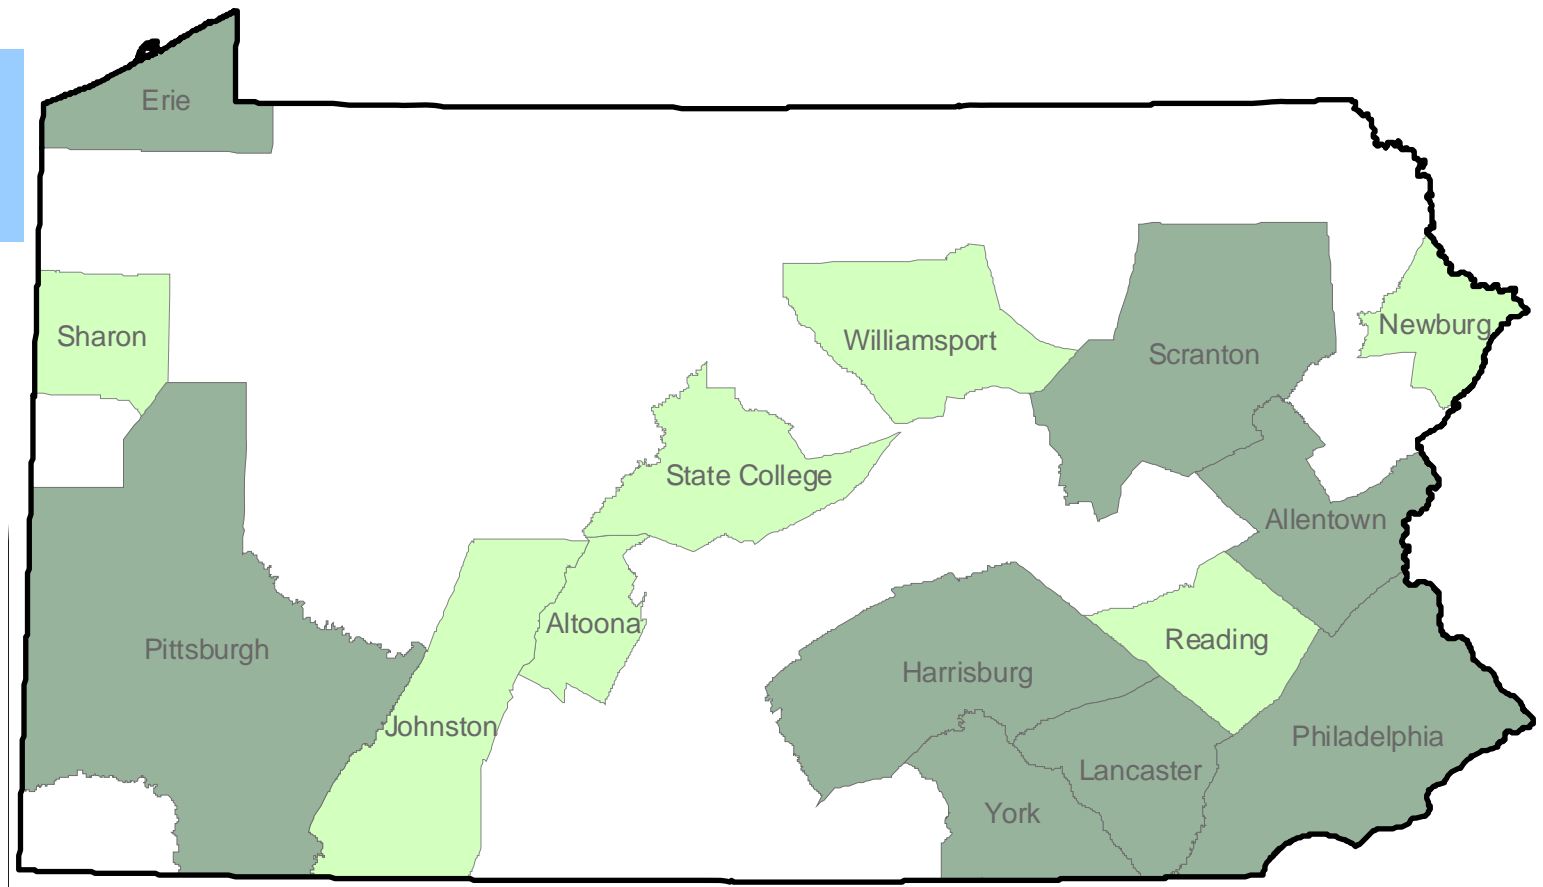 Erie
Sharon
Newburg
Williamsport
Scranton
State College
Allentown
Altoona
Reading
Pittsburgh
Harrisburg
Johnston
Philadelphia
Lancaster
York